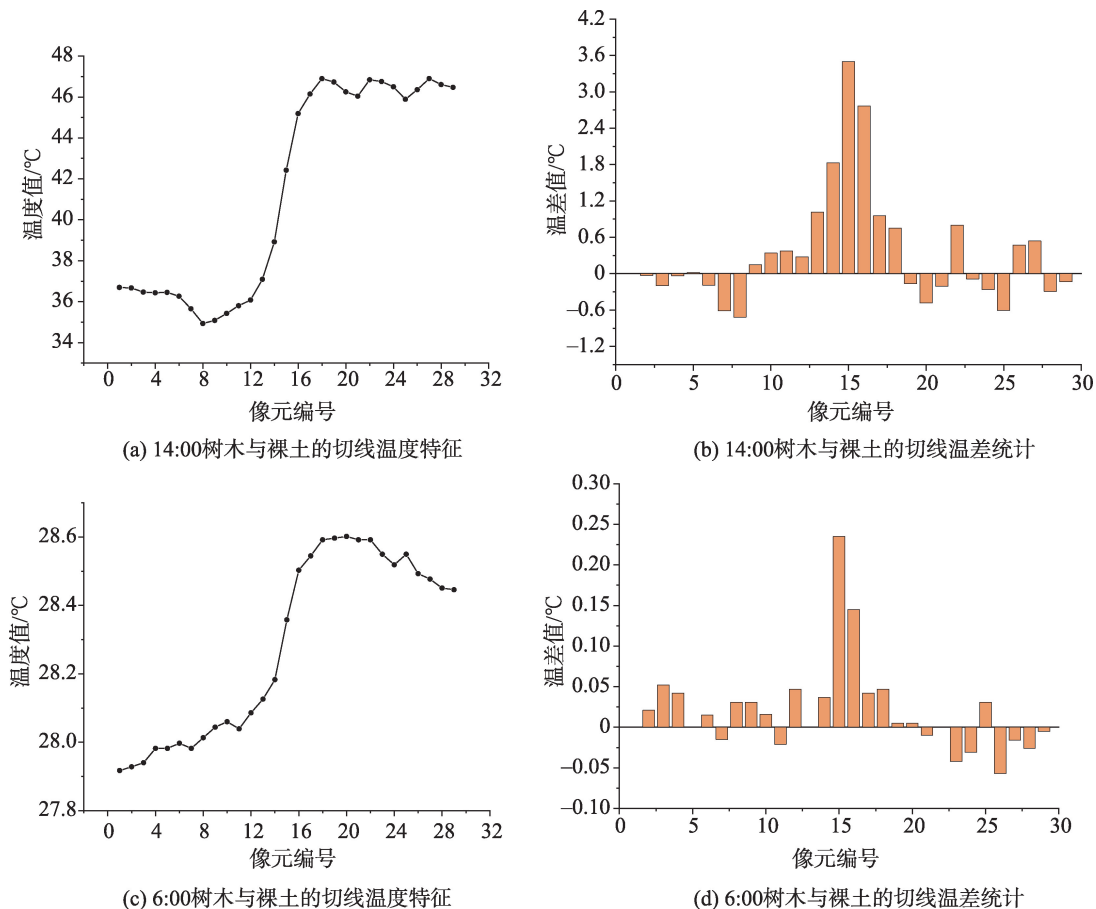 48
46
44
42
40
38
36
34
温度值/℃
0 4 8 12 16 20 24 28 32
像元编号
(a) 14:00树木与裸土的切线温度特征
4.2
3.6
3.0
2.4
1.8
1.2
0.6
0
–0.6
–1.2
温差值/℃
0 5 10 15 20 25 30
像元编号
(b) 14:00树木与裸土的切线温差统计
28.6
28.4
28.2
28.0
27.8
温度值/℃
0 4 8 12 16 20 24 28 32
像元编号
(c) 6:00树木与裸土的切线温度特征
0.30
0.25
0.20
0.15
0.10
0.05
0
–0.05
–0.10
温差值/℃
0 5 10 15 20 25 30
像元编号
(d) 6:00树木与裸土的切线温差统计